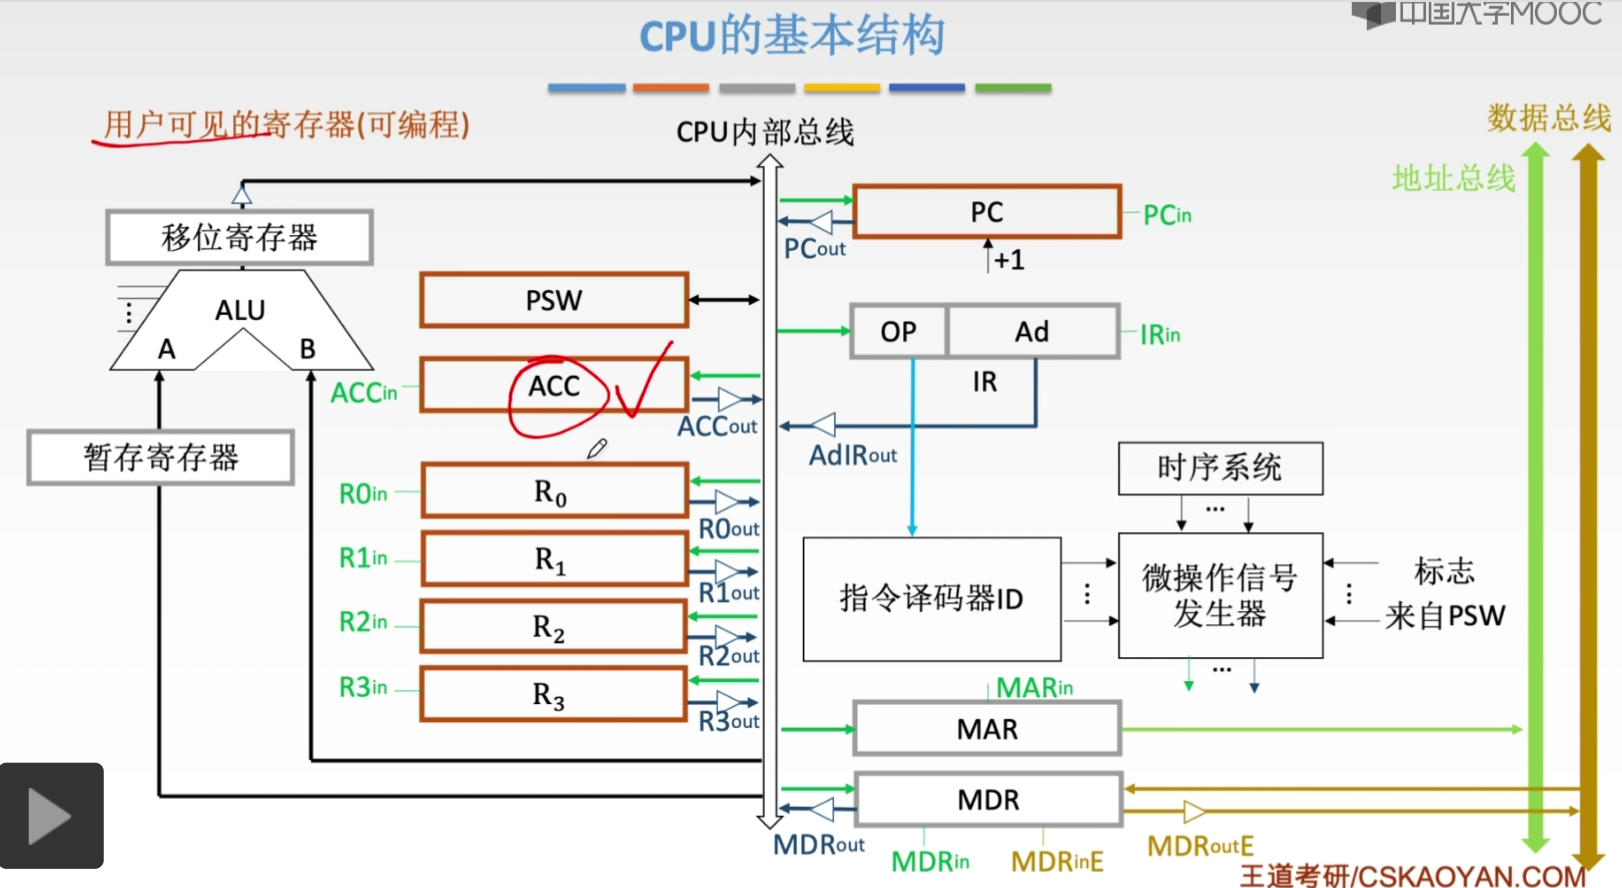 中国大学MOOC
CPU的基本结构
用户可见的寄存器(可编程)
CPU内部总线
数据总线
地址总线
移位寄存器
ALU
A
B
暂存寄存器
PSW
ACC
ACCin
ACCout
R0
R0in
R0out
R1
R1in
R1out
R2
R2in
R2out
R3
R3in
R3out
PC
PCin
PCout
+1
OP
Ad
IRin
IR
AdIRout
时序系统
...
指令译码器ID
⋮
微操作信号
发生器
⋮
标志
来自PSW
...
MARin
MAR
MDR
MDRout
MDRin
MDRinE
MDRoutE
王道考研/CSKAOYAN.COM